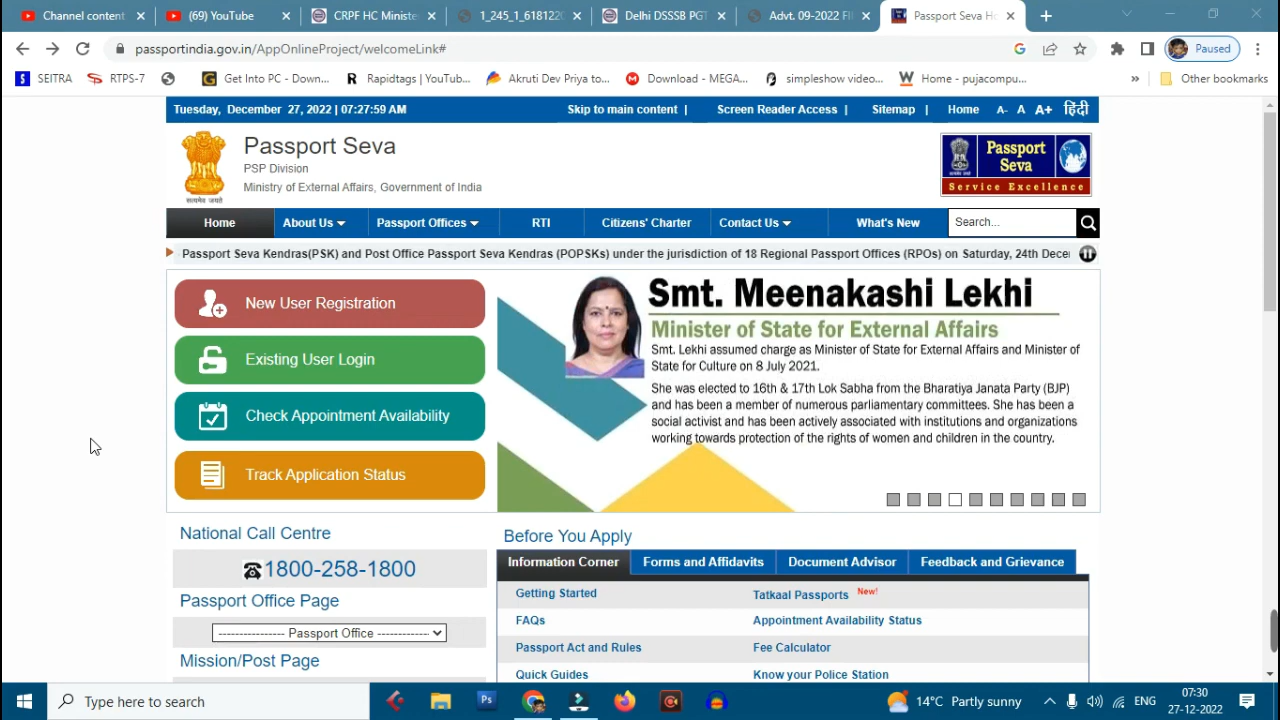 Channel content
(69) YouTube
CRPF HC Ministe
1_245_1_6181220
Delhi DSSSB PGT
Advt. 09-2022 FI
Passport Seva Ho
passportindia.gov.in/AppOnlineProject/welcomeLink#
Paused
SEITRA
RTPS-7
Get Into PC - Down...
Rapidtags | YouTub...
Akruti Dev Priya to...
Download - MEGA...
simpleshow video...
Home - pujacompu...
»
Other bookmarks
Tuesday, December 27, 2022 | 07:27:59 AM
Skip to main content |
Screen Reader Access |
Sitemap |
Home
A- A A+ हिंदी
Passport Seva
PSP Division
Ministry of External Affairs, Government of India
सत्यमेव जयते
Passport
Seva
Service Excellence
Home
About Us
Passport Offices
RTI
Citizens' Charter
Contact Us
What's New
Search...
Passport Seva Kendras(PSK) and Post Office Passport Seva Kendras (POPSKs) under the jurisdiction of 18 Regional Passport Offices (RPOs) on Saturday, 24th Dece
New User Registration
Existing User Login
Check Appointment Availability
Track Application Status
Smt. Meenakashi Lekhi
Minister of State for External Affairs
Smt. Lekhi assumed charge as Minister of State for External Affairs and Minister of
State for Culture on 8 July 2021.
She was elected to 16th & 17th Lok Sabha from the Bharatiya Janata Party (BJP)
and has been a member of numerous parliamentary committees. She has been a
social activist and has been actively associated with institutions and organizations
working towards protection of the rights of women and children in the country.
National Call Centre
1800-258-1800
Passport Office Page
---------------- Passport Office -------------
Mission/Post Page
Before You Apply
Information Corner
Forms and Affidavits
Document Advisor
Feedback and Grievance
Getting Started
Tatkaal Passports New!
FAQs
Appointment Availability Status
Passport Act and Rules
Fee Calculator
Quick Guides
Know your Police Station
Type here to search
14°C Partly sunny
ENG
07:30
27-12-2022